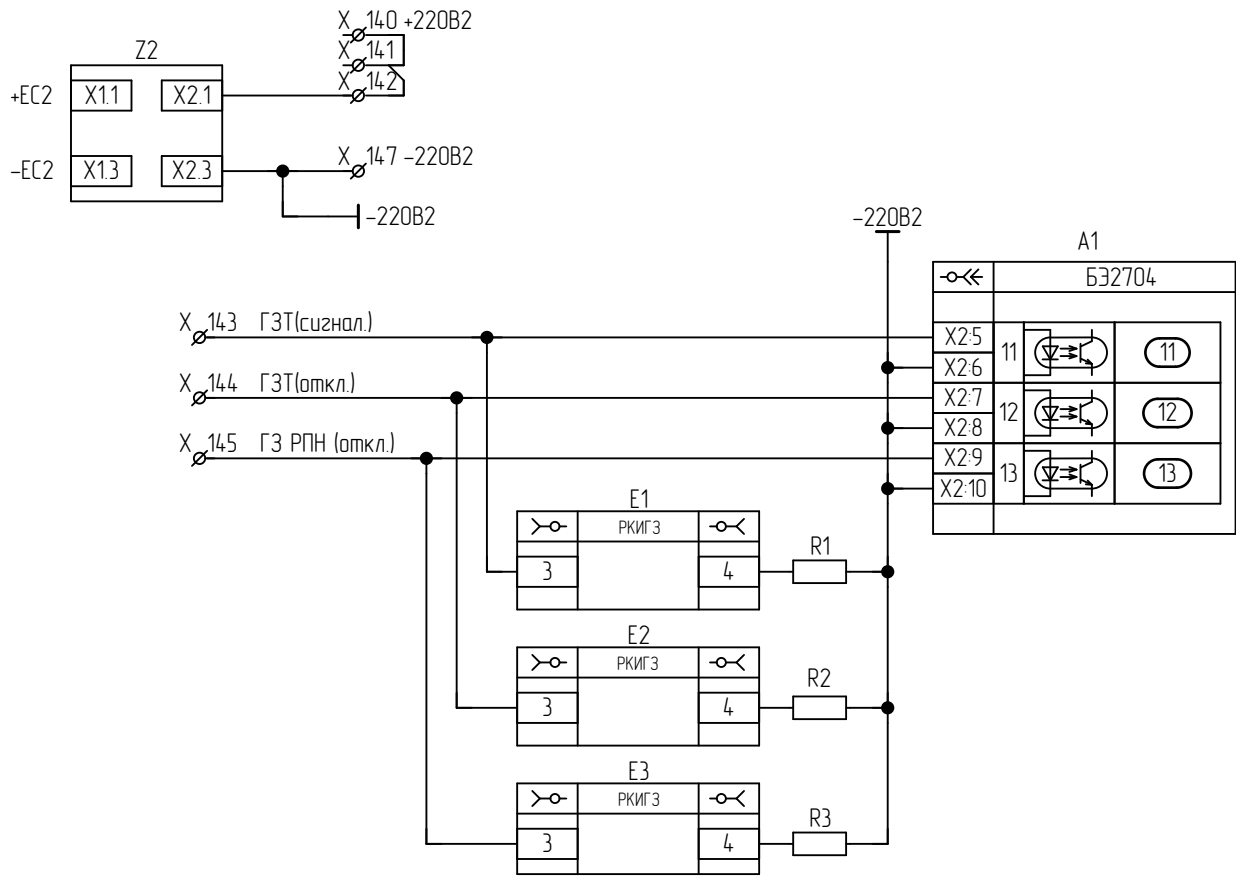 X 140 +220В2
X 141
X 142
Z2
+EC2 X1.1 X2.1
-EC2 X1.3 X2.3
X 147 -220В2
-220В2
-220В2
A1
БЭ2704
X 143 ГЗТ(сигнал.)
X2:5
11 11
X2:6
X 144 ГЗТ(откл.)
X2:7
12 12
X2:8
X 145 ГЗ РПН (откл.)
X2:9
13 13
X2:10
E1
РКИГЗ
3 4
R1
E2
РКИГЗ
3 4
R2
E3
РКИГЗ
3 4
R3